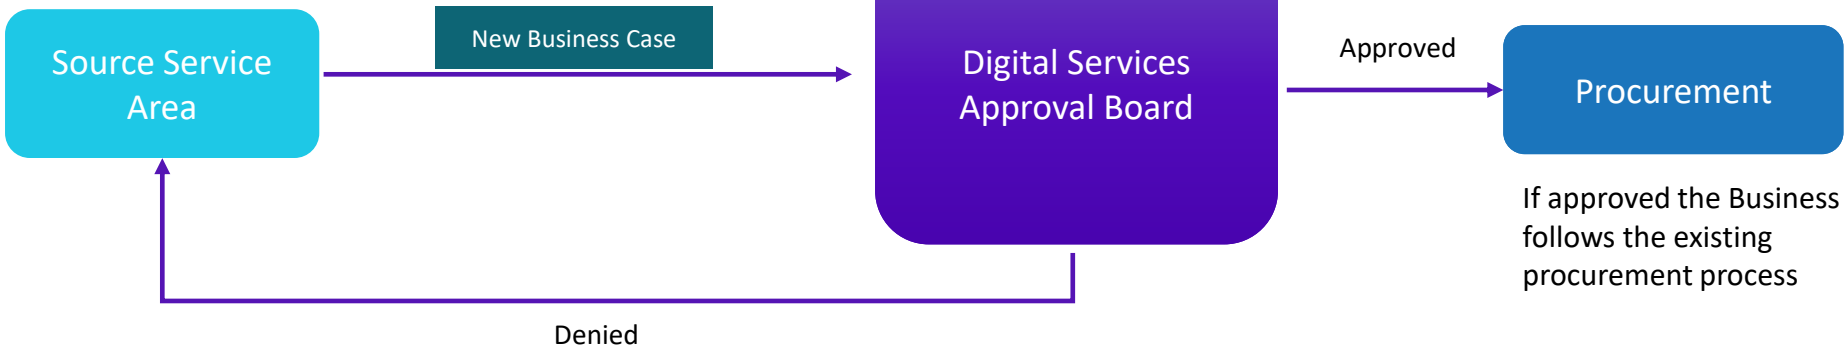 Source Service
Area
New Business Case
Digital Services
Approval Board
Approved
Procurement
If approved the Business
follows the existing
procurement process
Denied